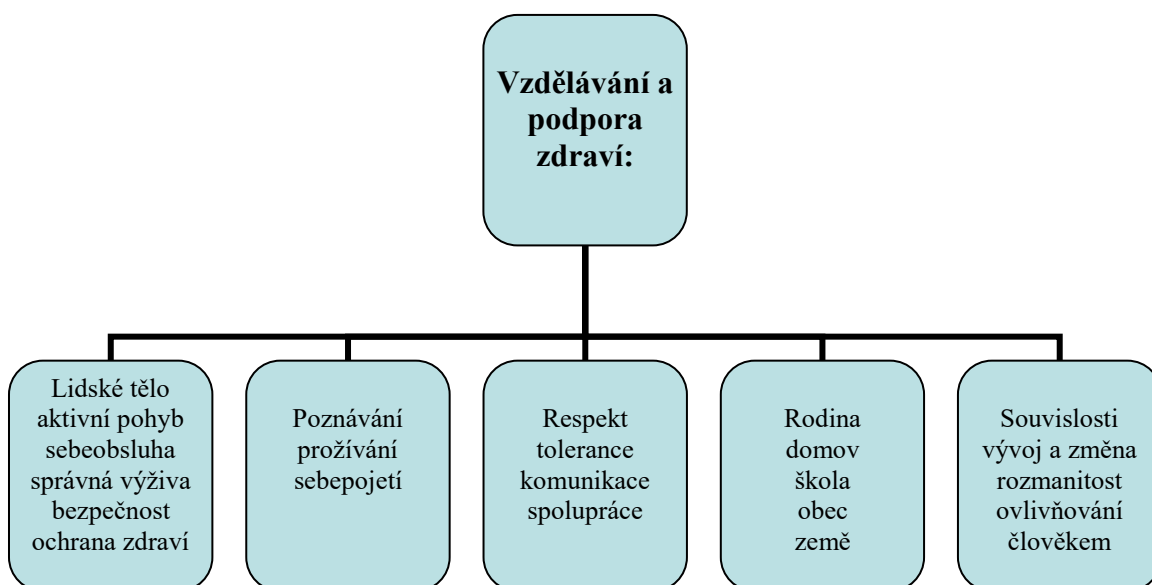 Vzdělávání a
podpora
zdraví:
Lidské tělo
aktivní pohyb
sebeobsluha
správná výživa
bezpečnost
ochrana zdraví
Poznávání
prožívání
sebepojetí
Respekt
tolerance
komunikace
spolupráce
Rodina
domov
škola
obec
země
Souvislosti
vývoj a změna
rozmanitost
ovlivňování
člověkem